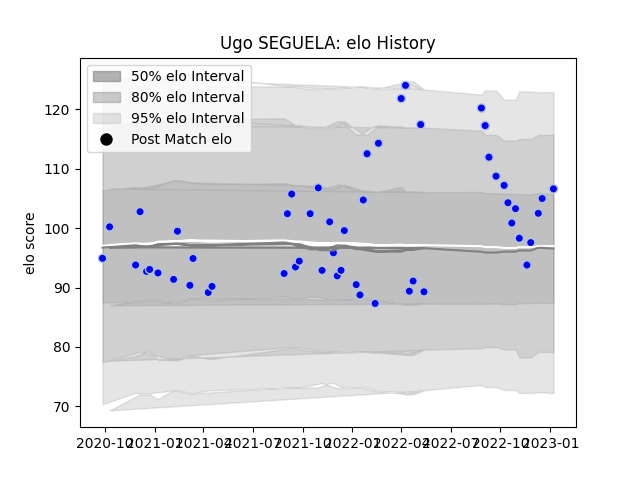 Ugo SEGUELA: elo History
50% elo Interval
80% elo Interval
95% elo Interval
Post Match elo
elo score
120
110
100
90
80
70
2020-10 2021-01 2021-04 2021-07 2021-10 2022-01 2022-04 2022-07 2022-10 2023-01